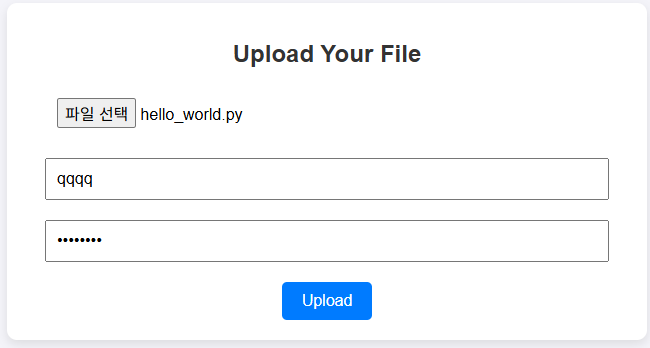 Upload Your File
파일 선택 hello_world.py
qqqq
••••••••
Upload